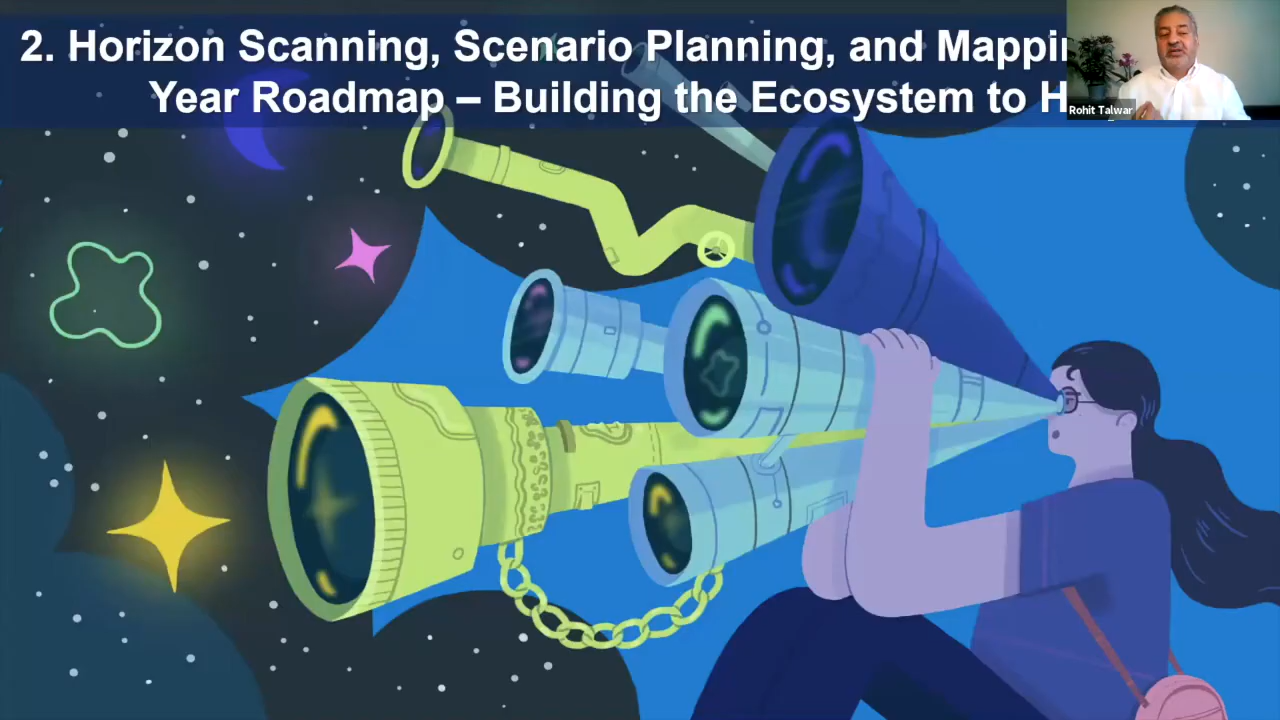 2. Horizon Scanning, Scenario Planning, and
Year Roadmap – Building the Ecosystem to
Rohit Talwar